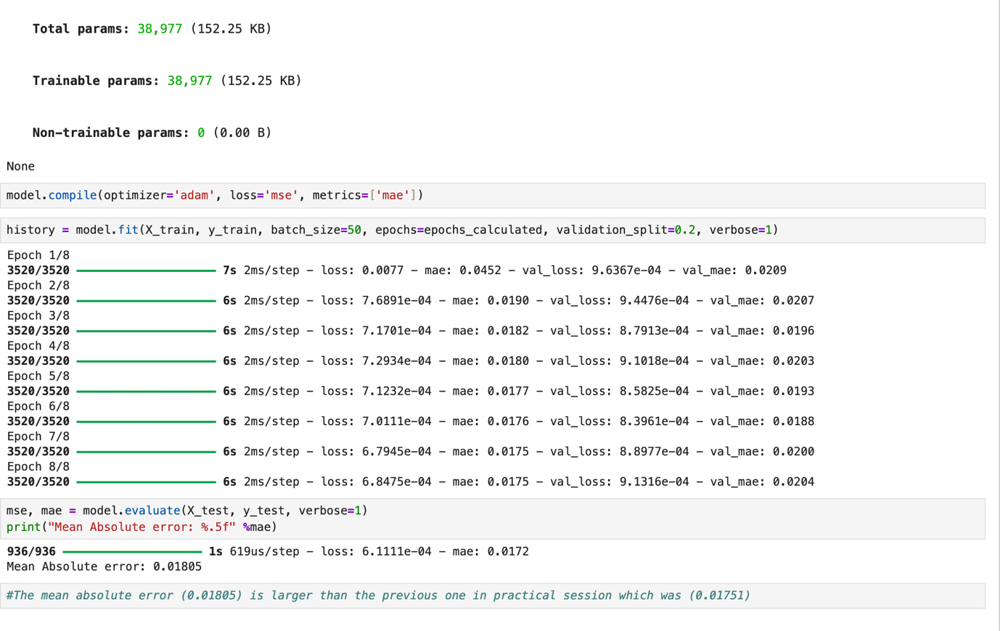 Total params: 38,977 (152.25 KB)
Trainable params: 38,977 (152.25 KB)
Non-trainable params: 0 (0.00 B)
None
model.compile(optimizer='adam', loss='mse', metrics=['mae'])
history = model.fit(X_train, y_train, batch_size=50, epochs=epochs_calculated, validation_split=0.2, verbose=1)
Epoch 1/8
3520/3520 ━━━━━━━━━━━━━━━━━━━━ 7s 2ms/step - loss: 0.0077 - mae: 0.0452 - val_loss: 9.6367e-04 - val_mae: 0.0209
Epoch 2/8
3520/3520 ━━━━━━━━━━━━━━━━━━━━ 6s 2ms/step - loss: 7.6891e-04 - mae: 0.0190 - val_loss: 9.4476e-04 - val_mae: 0.0207
Epoch 3/8
3520/3520 ━━━━━━━━━━━━━━━━━━━━ 6s 2ms/step - loss: 7.1701e-04 - mae: 0.0182 - val_loss: 8.7913e-04 - val_mae: 0.0196
Epoch 4/8
3520/3520 ━━━━━━━━━━━━━━━━━━━━ 6s 2ms/step - loss: 7.2934e-04 - mae: 0.0180 - val_loss: 9.1018e-04 - val_mae: 0.0203
Epoch 5/8
3520/3520 ━━━━━━━━━━━━━━━━━━━━ 6s 2ms/step - loss: 7.1232e-04 - mae: 0.0177 - val_loss: 8.5825e-04 - val_mae: 0.0193
Epoch 6/8
3520/3520 ━━━━━━━━━━━━━━━━━━━━ 6s 2ms/step - loss: 7.0111e-04 - mae: 0.0176 - val_loss: 8.3961e-04 - val_mae: 0.0188
Epoch 7/8
3520/3520 ━━━━━━━━━━━━━━━━━━━━ 6s 2ms/step - loss: 6.7945e-04 - mae: 0.0175 - val_loss: 8.8977e-04 - val_mae: 0.0200
Epoch 8/8
3520/3520 ━━━━━━━━━━━━━━━━━━━━ 6s 2ms/step - loss: 6.8475e-04 - mae: 0.0175 - val_loss: 9.1316e-04 - val_mae: 0.0204
mse, mae = model.evaluate(X_test, y_test, verbose=1)
print("Mean Absolute error: %.5f" %mae)
936/936 ━━━━━━━━━━━━━━━━━━━━ 1s 619us/step - loss: 6.1111e-04 - mae: 0.0172
Mean Absolute error: 0.01805
#The mean absolute error (0.01805) is larger than the previous one in practical session which was (0.01751)